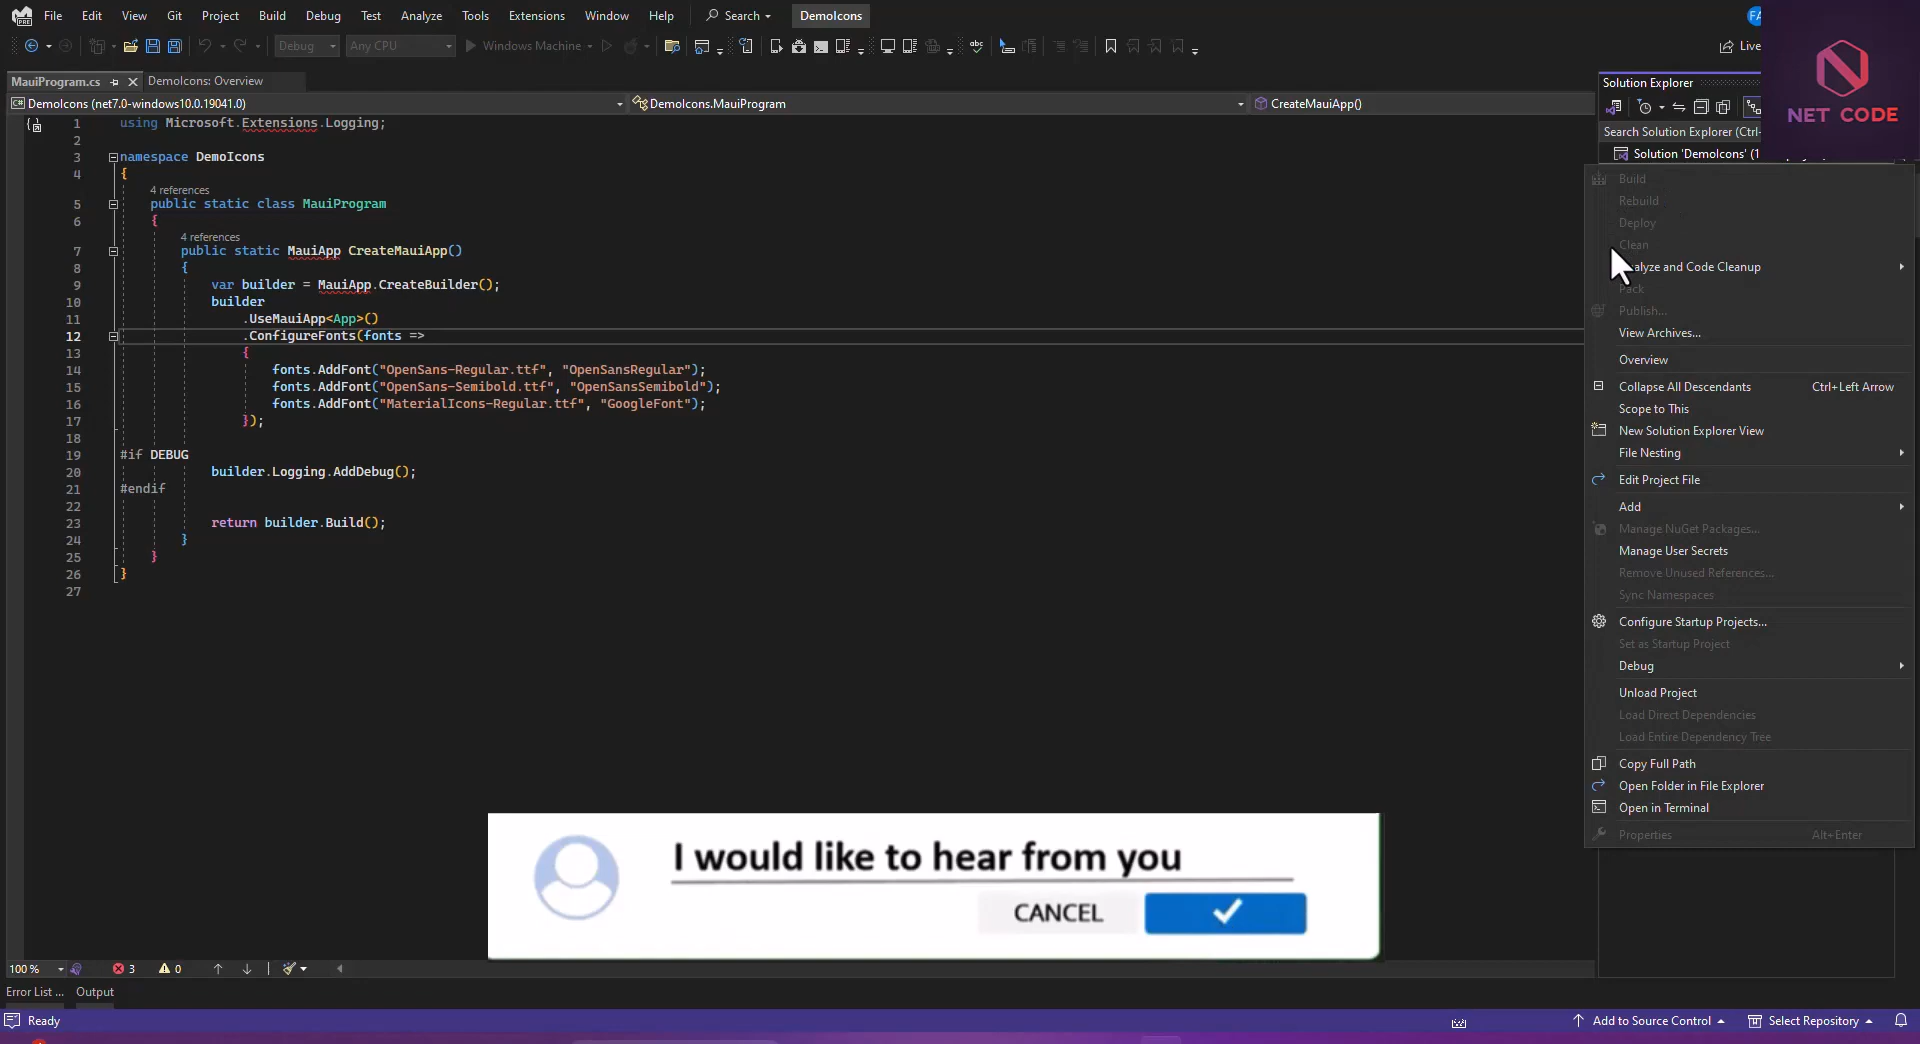 File Edit View Git Project Build Debug Test Analyze Tools Extensions Window Help Search DemoIcons
Debug Any CPU Windows Machine abc Live
NET CODE
MauiProgram.cs DemoIcons: Overview
DemoIcons (net7.0-windows10.0.19041.0) DemoIcons.MauiProgram CreateMauiApp()
1 using Microsoft.Extensions.Logging;
2
3 namespace DemoIcons
4 {
4 references
5 public static class MauiProgram
6 {
4 references
7 public static MauiApp CreateMauiApp()
8 {
9 var builder = MauiApp.CreateBuilder();
10 builder
11 .UseMauiApp<App>()
12 .ConfigureFonts(fonts =>
13 {
14 fonts.AddFont("OpenSans-Regular.ttf", "OpenSansRegular");
15 fonts.AddFont("OpenSans-Semibold.ttf", "OpenSansSemibold");
16 fonts.AddFont("MaterialIcons-Regular.ttf", "GoogleFont");
17 });
18
19 #if DEBUG
20 builder.Logging.AddDebug();
21 #endif
22
23 return builder.Build();
24 }
25 }
26 }
27
Solution Explorer
Search Solution Explorer (Ctrl-
Solution 'DemoIcons' (1
Build
Rebuild
Deploy
Clean
alyze and Code Cleanup
Pack
Publish...
View Archives...
Overview
Collapse All Descendants Ctrl+Left Arrow
Scope to This
New Solution Explorer View
File Nesting
Edit Project File
Add
Manage NuGet Packages...
Manage User Secrets
Remove Unused References...
Sync Namespaces
Configure Startup Projects...
Set as Startup Project
Debug
Unload Project
Load Direct Dependencies
Load Entire Dependency Tree
Copy Full Path
Open Folder in File Explorer
Open in Terminal
Properties Alt+Enter
I would like to hear from you
CANCEL
100 % 3 0
Error List ... Output
Ready Add to Source Control Select Repository